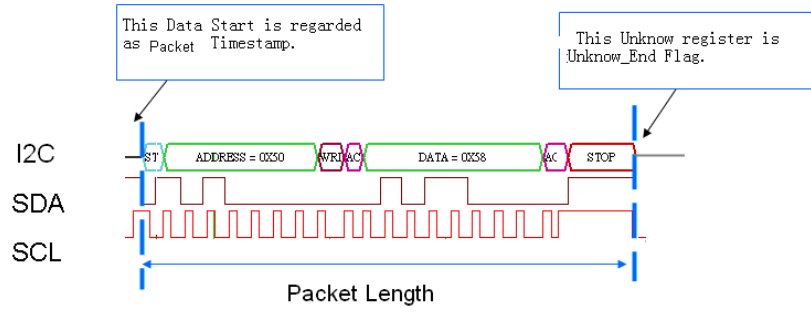 This Data Start is regarded
as Packet Timestamp.
This Unknow register is
Unknow_End Flag.
I2C
ST
ADDRESS = 0X50
WRI
AC
DATA = 0X58
AC
STOP
SDA
SCL
Packet Length